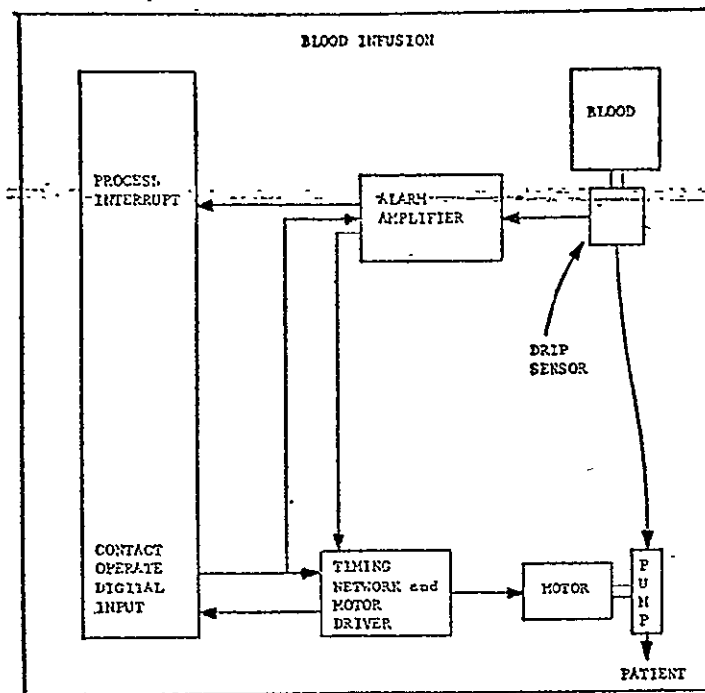 BLOOD INFUSION
BLOOD
PROCESS
INTERRUPT
ALARM
AMPLIFIER
DRIP
SENSOR
CONTACT
OPERATE
DIGITAL
INPUT
TIMING
NETWORK and
MOTOR
DRIVER
MOTOR
PUMP
PATIENT